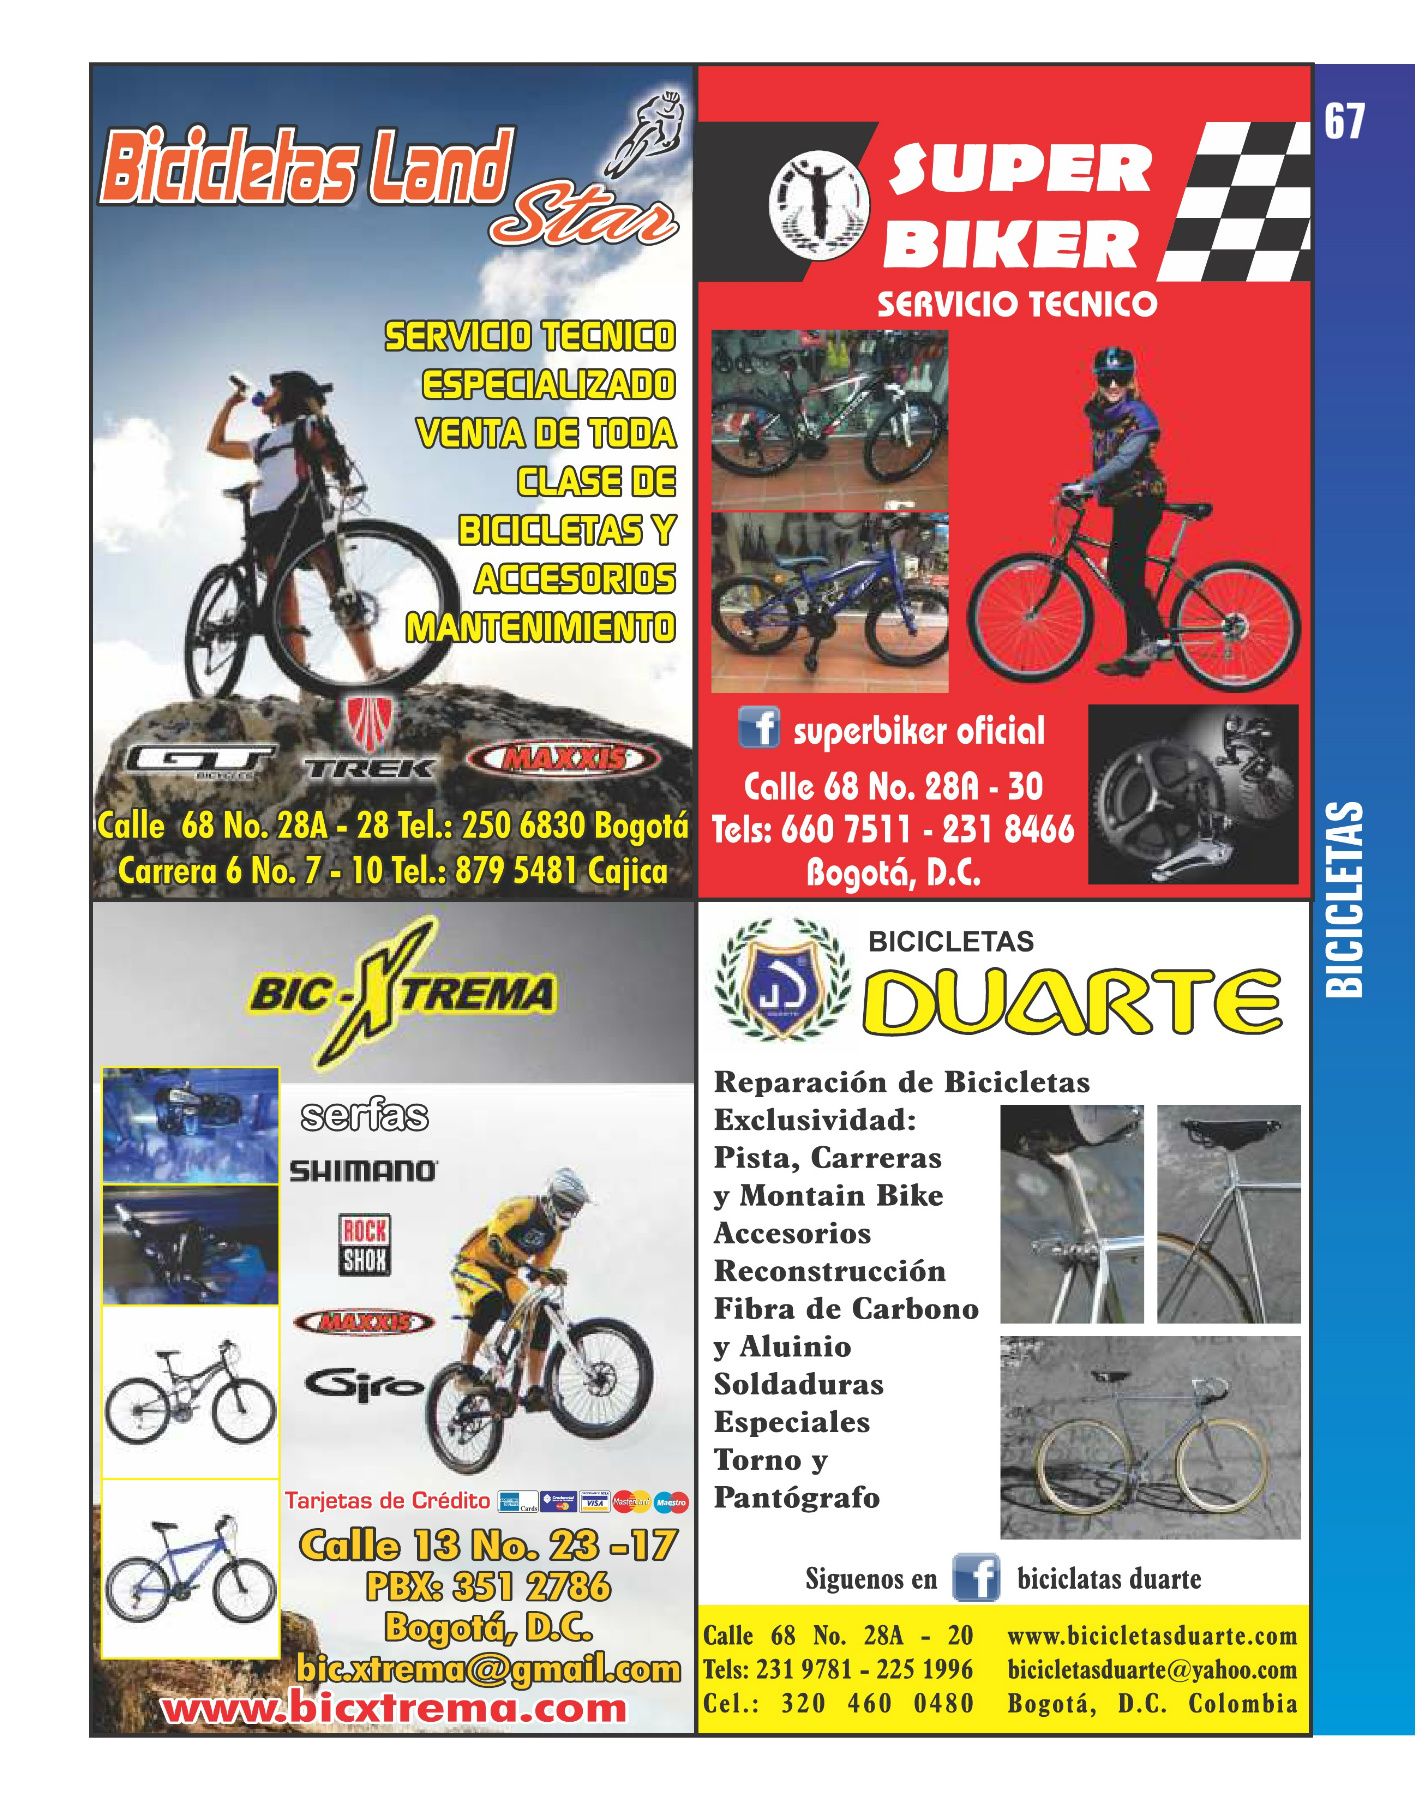 Bicicletas Land
Star
SERVICIO TECNICO
ESPECIALIZADO
VENTA DE TODA
CLASE DE
BICICLETAS Y
ACCESORIOS
MANTENIMIENTO
GT
BICYCLES
TREK
MAXXIS
Calle 68 No. 28A - 28 Tel.: 250 6830 Bogotá
Carrera 6 No. 7 - 10 Tel.: 879 5481 Cajica
SUPER
BIKER
SERVICIO TECNICO
f superbiker oficial
Calle 68 No. 28A - 30
Tels: 660 7511 - 231 8466
Bogotá, D.C.
67
BICICLETAS
BIC-XTREMA
serfas
SHIMANO
ROCK
SHOX
MAXXIS
Giro
Tarjetas de Crédito
Cards
VISA
MasterCard
Maestro
Calle 13 No. 23 -17
PBX: 351 2786
Bogotá, D.C.
bic.xtrema@gmail.com
www.bicxtrema.com
BICICLETAS
DUARTE
Reparación de Bicicletas
Exclusividad:
Pista, Carreras
y Montain Bike
Accesorios
Reconstrucción
Fibra de Carbono
y Aluinio
Soldaduras
Especiales
Torno y
Pantógrafo
Siguenos en f biciclatas duarte
Calle 68 No. 28A - 20
Tels: 231 9781 - 225 1996
Cel.: 320 460 0480
www.bicicletasduarte.com
bicicletasduarte@yahoo.com
Bogotá, D.C. Colombia